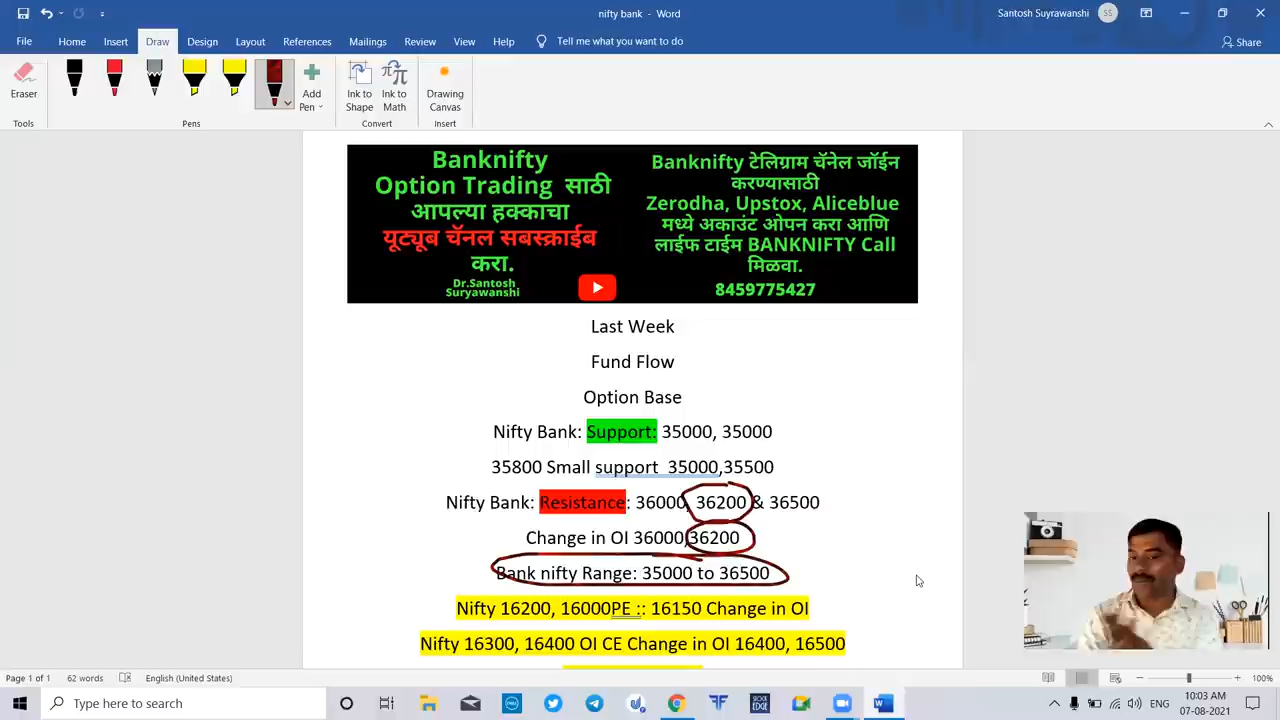 nifty bank - Word
Santosh Suryawanshi
SS
File Home Insert Draw Design Layout References Mailings Review View Help Tell me what you want to do
Share
Eraser
Add Pen
Ink to Shape
Ink to Math
Drawing Canvas
Tools
Pens
Convert
Insert
Banknifty
Option Trading साठी
आपल्या हक्काचा
यूट्यूब चॅनल सबस्क्राईब
करा.
Dr.Santosh
Suryawanshi
Banknifty टेलिग्राम चॅनेल जॉईन
करण्यासाठी
Zerodha, Upstox, Aliceblue
मध्ये अकाउंट ओपन करा आणि
लाईफ टाईम BANKNIFTY Call
मिळवा.
8459775427
Last Week
Fund Flow
Option Base
Nifty Bank: Support: 35000, 35000
35800 Small support 35000,35500
Nifty Bank: Resistance: 36000, 36200 & 36500
Change in OI 36000,36200
Bank nifty Range: 35000 to 36500
Nifty 16200, 16000PE :: 16150 Change in OI
Nifty 16300, 16400 OI CE Change in OI 16400, 16500
Page 1 of 1
62 words
English (United States)
100%
Type here to search
DELL
STOCK EDGE
ENG
10:03 AM
07-08-2021